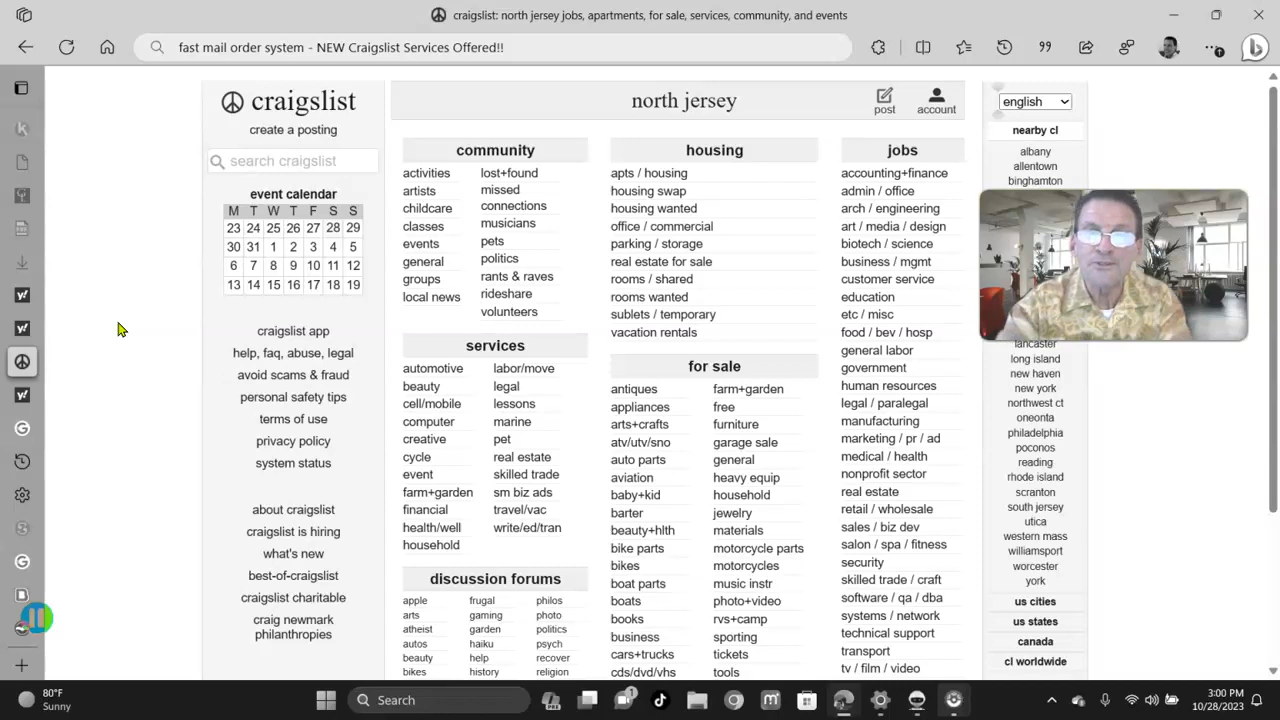 craigslist: north jersey jobs, apartments, for sale, services, community, and events
fast mail order system - NEW Craigslist Services Offered!!
craigslist
create a posting
search craigslist
event calendar
M T W T F S S
23 24 25 26 27 28 29
30 31 1 2 3 4 5
6 7 8 9 10 11 12
13 14 15 16 17 18 19
craigslist app
help, faq, abuse, legal
avoid scams & fraud
personal safety tips
terms of use
privacy policy
system status
about craigslist
craigslist is hiring
what's new
best-of-craigslist
craigslist charitable
craig newmark
philanthropies
north jersey
post
account
community
activities
artists
childcare
classes
events
general
groups
local news
lost+found
missed
connections
musicians
pets
politics
rants & raves
rideshare
volunteers
services
automotive
beauty
cell/mobile
computer
creative
cycle
event
farm+garden
financial
health/well
household
labor/move
legal
lessons
marine
pet
real estate
skilled trade
sm biz ads
travel/vac
write/ed/tran
discussion forums
apple
arts
atheist
autos
beauty
bikes
frugal
gaming
garden
haiku
help
history
philos
photo
politics
psych
recover
religion
housing
apts / housing
housing swap
housing wanted
office / commercial
parking / storage
real estate for sale
rooms / shared
rooms wanted
sublets / temporary
vacation rentals
for sale
antiques
appliances
arts+crafts
atv/utv/sno
auto parts
aviation
baby+kid
barter
beauty+hlth
bike parts
bikes
boat parts
boats
books
business
cars+trucks
cds/dvd/vhs
farm+garden
free
furniture
garage sale
general
heavy equip
household
jewelry
materials
motorcycle parts
motorcycles
music instr
photo+video
rvs+camp
sporting
tickets
tools
jobs
accounting+finance
admin / office
arch / engineering
art / media / design
biotech / science
business / mgmt
customer service
education
etc / misc
food / bev / hosp
general labor
government
human resources
legal / paralegal
manufacturing
marketing / pr / ad
medical / health
nonprofit sector
real estate
retail / wholesale
sales / biz dev
salon / spa / fitness
security
skilled trade / craft
software / qa / dba
systems / network
technical support
transport
tv / film / video
english
nearby cl
albany
allentown
binghamton
lancaster
long island
new haven
new york
northwest ct
oneonta
philadelphia
poconos
reading
rhode island
scranton
south jersey
utica
western mass
williamsport
worcester
york
us cities
us states
canada
cl worldwide
80°F
Sunny
Search
3:00 PM
10/28/2023